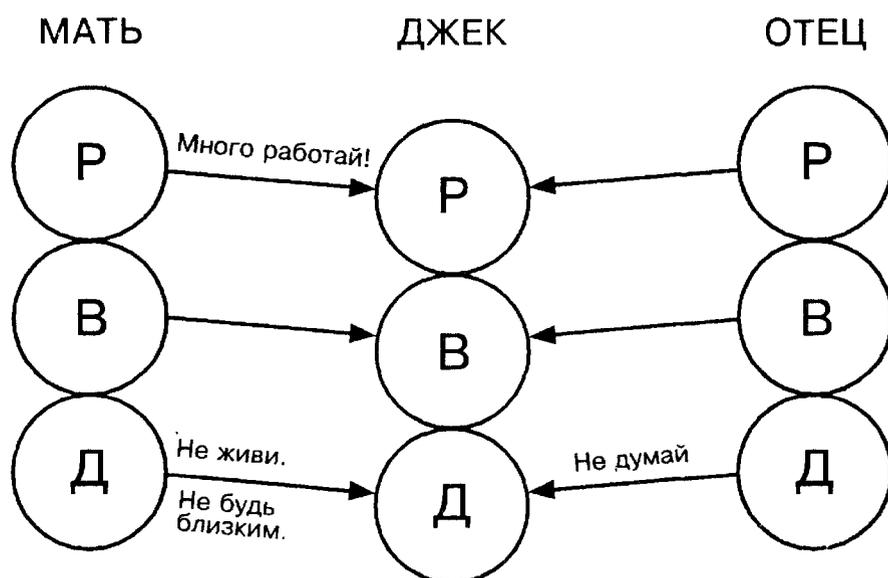 МАТЬ ДЖЕК ОТЕЦ
Р Много работай! Р Р
В В В
Д Не живи. Д Не думай Д
Не будь
близким.